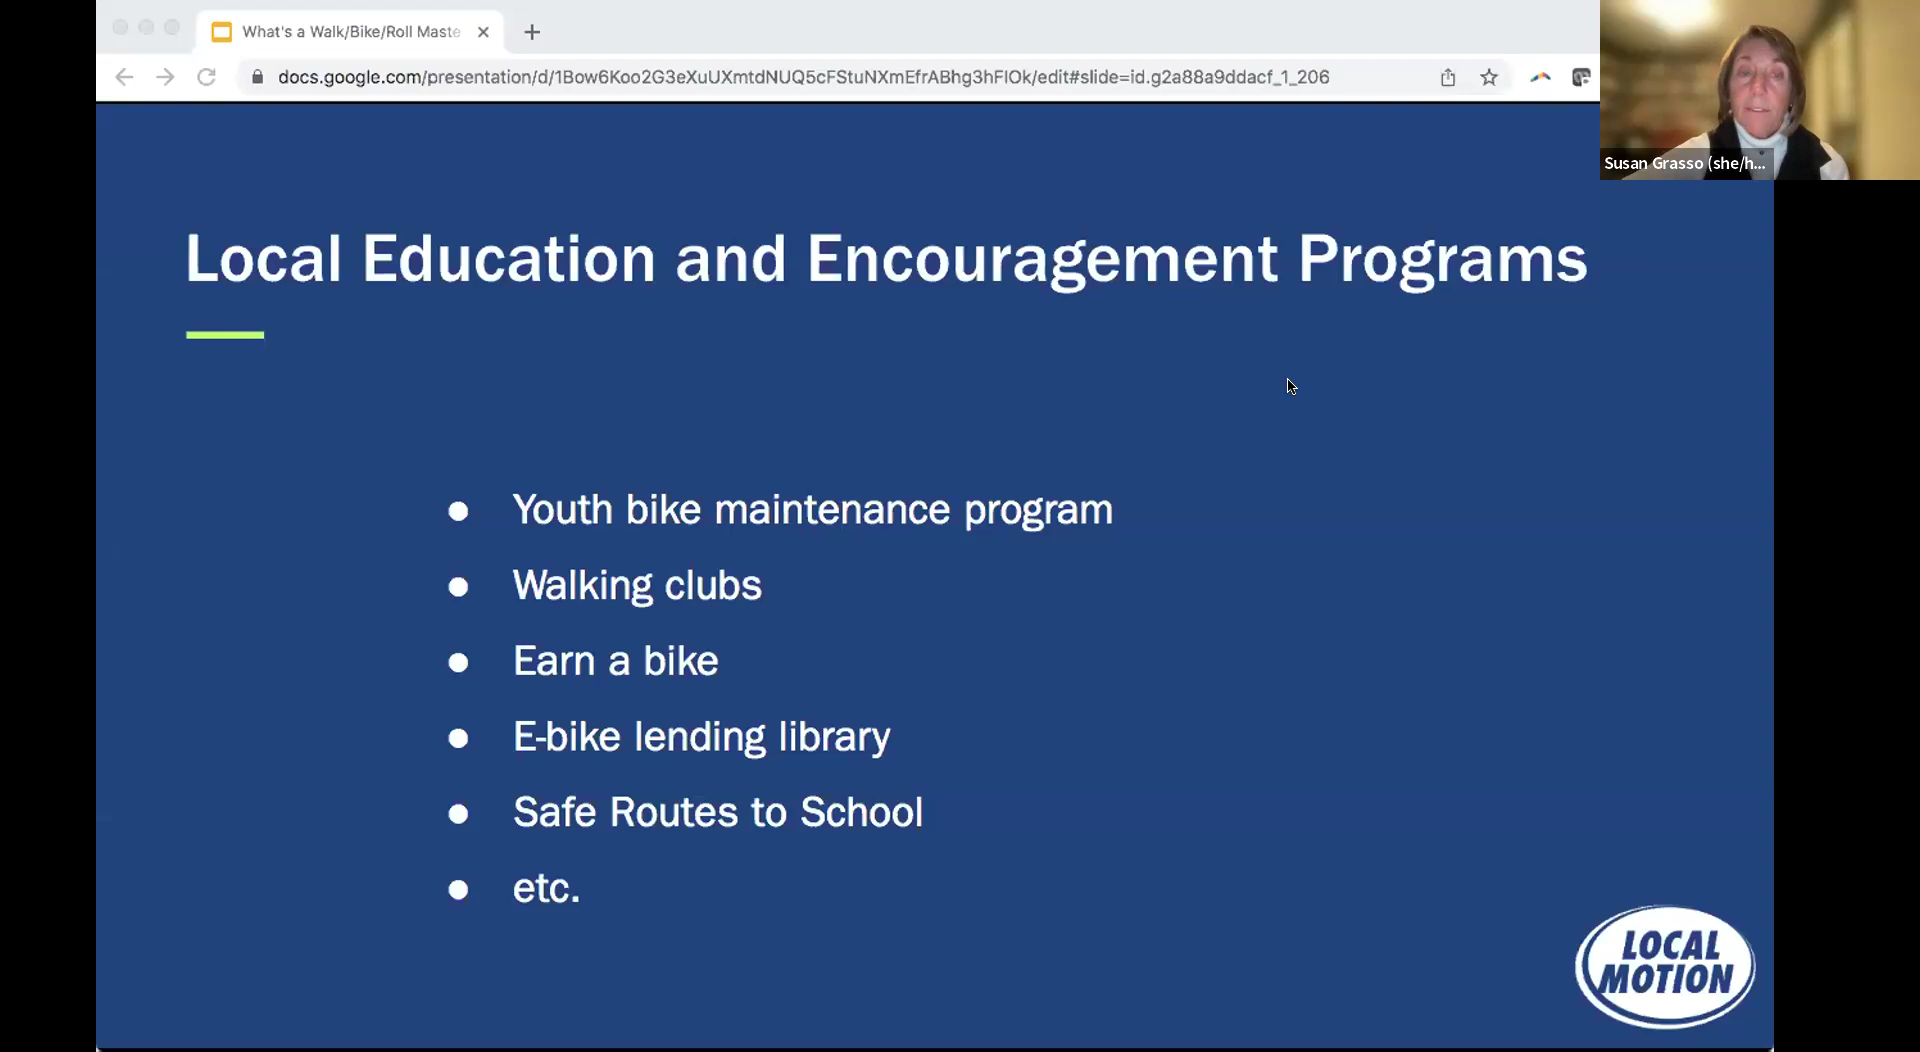 What's a Walk/Bike/Roll Maste
docs.google.com/presentation/d/1Bow6Koo2G3eXuUXmtdNUQ5cFStuNXmEfrABhg3hFIOk/edit#slide=id.g2a88a9ddacf_1_206
Susan Grasso (she/h...
Local Education and Encouragement Programs
● Youth bike maintenance program
● Walking clubs
● Earn a bike
● E-bike lending library
● Safe Routes to School
● etc.
LOCAL
MOTION